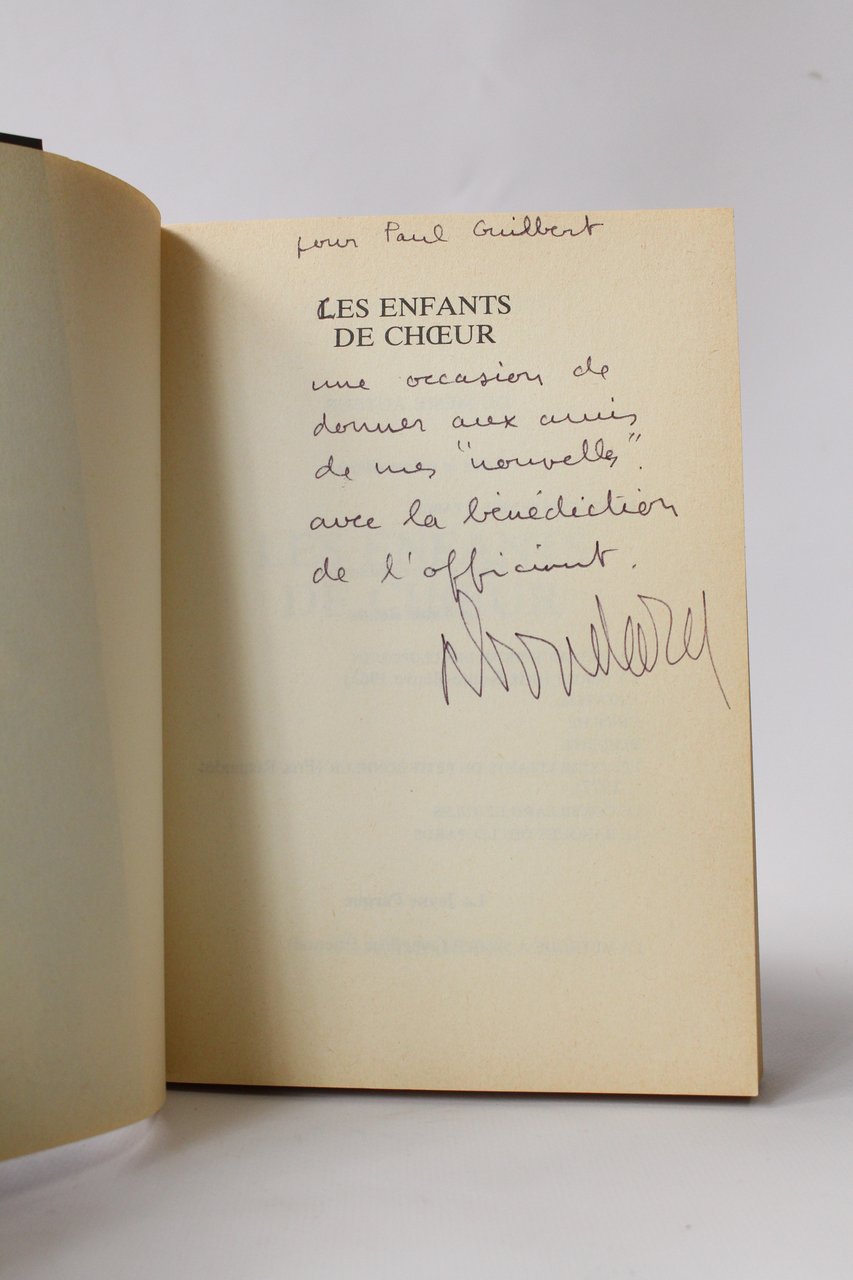 pour Paul Guilbert
LES ENFANTS
DE CHŒUR
une occasion de
donner aux amis
de mes "nouvelles".
avec la bénédiction
de l'officiant.